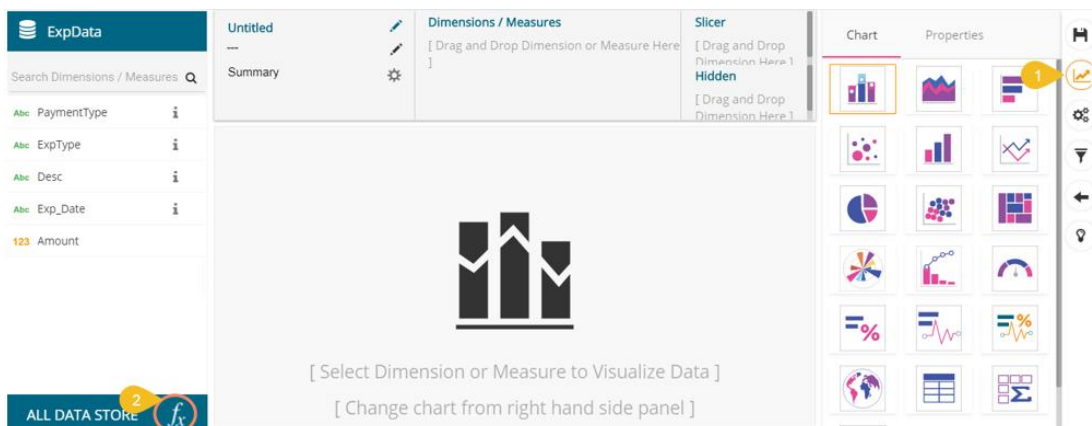 ExpData
Search Dimensions / Measures
Abc PaymentType i
Abc ExpType i
Abc Desc i
Abc Exp_Date i
123 Amount
ALL DATA STORE
2
fx
Untitled
---
Summary
Dimensions / Measures
[ Drag and Drop Dimension or Measure Here
]
Slicer
[ Drag and Drop
Dimension Here ]
Hidden
[ Drag and Drop
Dimension Here ]
[ Select Dimension or Measure to Visualize Data ]
[ Change chart from right hand side panel ]
Chart Properties
1
%
%